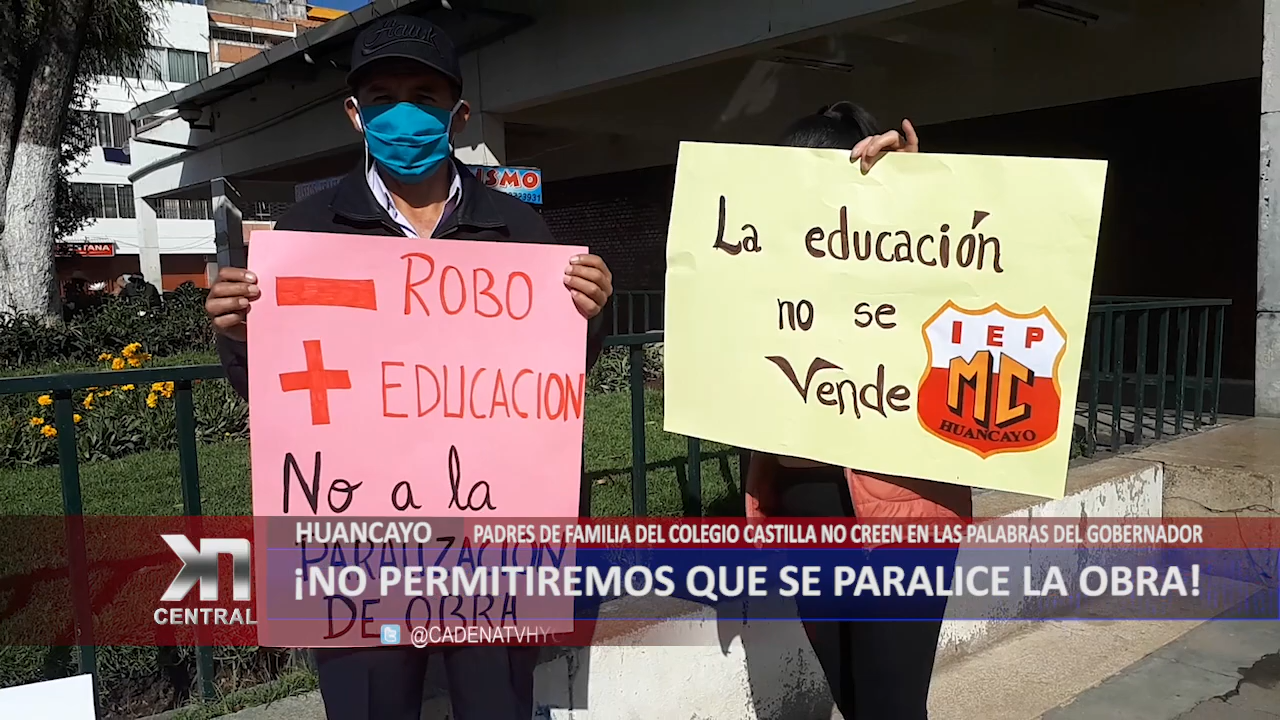 − ROBO
+ EDUCACION
No a la
PARALIZACION
DE OBRA
La educación
no se
Vende
IEP
MC
HUANCAYO
ISMO
HUANCAYO PADRES DE FAMILIA DEL COLEGIO CASTILLA NO CREEN EN LAS PALABRAS DEL GOBERNADOR
¡NO PERMITIREMOS QUE SE PARALICE LA OBRA!
CENTRAL
@CADENATVHYO